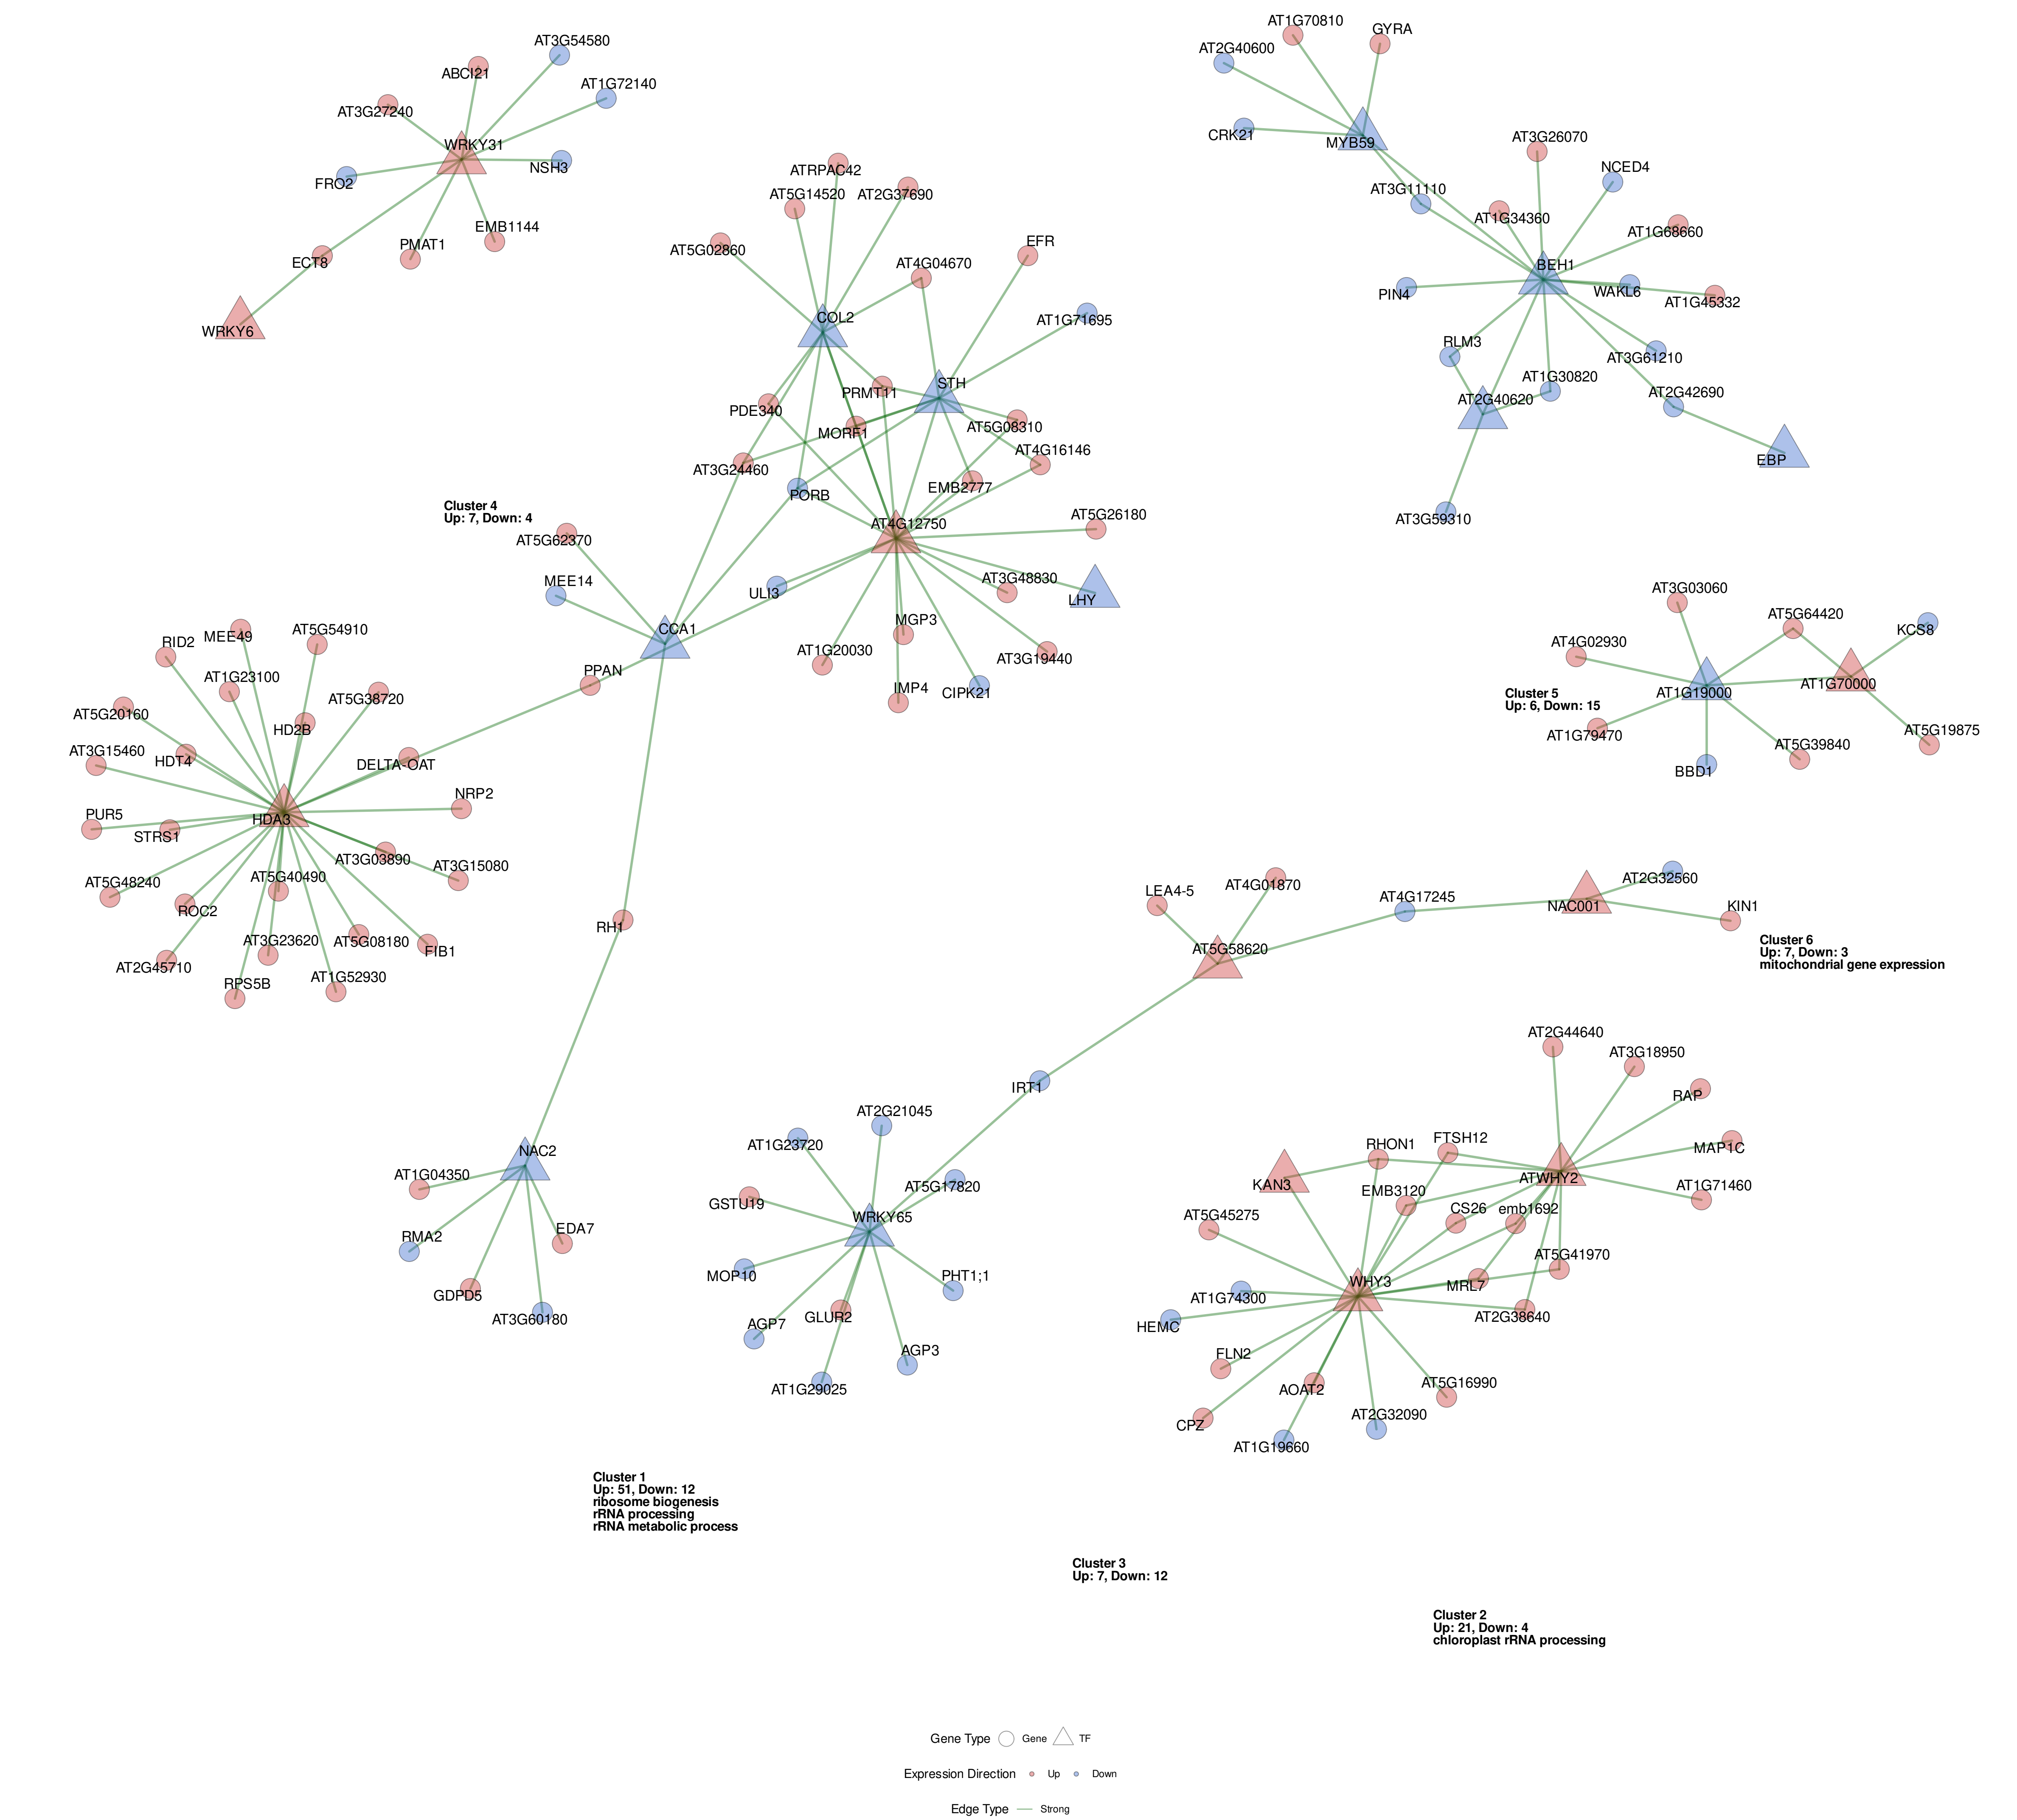 AT1G70810
GYRA
AT3G54580
AT2G40600
ABCI21
AT1G72140
AT3G27240
CRK21
MYB59
AT3G26070
WRKY31
NSH3
NCED4
ATRPAC42
FRO2
AT3G11110
AT5G14520
AT2G37690
AT1G34360
EMB1144
AT1G68660
PMAT1
AT5G02860
EFR
ECT8
AT4G04670
BEH1
PIN4
WAKL6
AT1G45332
WRKY6
COL2
AT1G71695
RLM3
AT3G61210
AT1G30820
STH
PRMT11
AT2G42690
AT2G40620
PDE340
MORF1
AT5G08310
AT4G16146
EBP
AT3G24460
EMB2777
PORB
Cluster 4
Up: 7, Down: 4
AT5G26180
AT3G59310
AT4G12750
AT5G62370
MEE14
AT3G48830
ULI3
LHY
AT3G03060
AT5G64420
KCS8
MGP3
CCA1
RID2
MEE49
AT5G54910
AT4G02930
AT1G20030
AT3G19440
PPAN
AT1G23100
IMP4
CIPK21
AT1G19000
AT1G70000
Cluster 5
Up: 6, Down: 15
AT5G38720
AT5G20160
HD2B
AT5G19875
AT1G79470
AT3G15460
HDT4
DELTA-OAT
AT5G39840
BBD1
NRP2
PUR5
HDA3
STRS1
AT3G03890
AT3G15080
AT5G48240
AT5G40490
LEA4-5
AT4G01870
AT2G32560
AT4G17245
NAC001
KIN1
ROC2
RH1
AT3G23620
AT5G08180
FIB1
AT5G58620
Cluster 6
Up: 7, Down: 3
mitochondrial gene expression
AT2G45710
RPS5B
AT1G52930
AT2G44640
AT3G18950
IRT1
RAP
AT2G21045
AT1G23720
RHON1
FTSH12
MAP1C
NAC2
AT1G04350
AT5G17820
KAN3
ATWHY2
AT1G71460
EMB3120
GSTU19
CS26
emb1692
AT5G45275
WRKY65
EDA7
RMA2
AT5G41970
MOP10
PHT1;1
WHY3
MRL7
GDPD5
AT1G74300
AT3G60180
GLUR2
AT2G38640
HEMC
AGP7
AGP3
FLN2
AT1G29025
AOAT2
AT5G16990
AT2G32090
CPZ
AT1G19660
Cluster 1
Up: 51, Down: 12
ribosome biogenesis
rRNA processing
rRNA metabolic process
Cluster 3
Up: 7, Down: 12
Cluster 2
Up: 21, Down: 4
chloroplast rRNA processing
Gene Type Gene TF
Expression Direction Up Down
Edge Type Strong